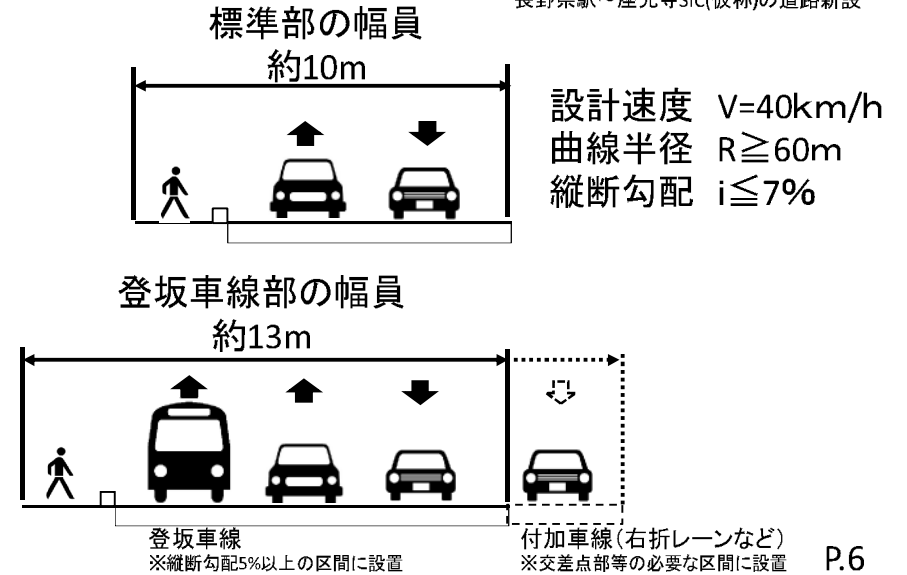 長野県駅～座光寺SIC(仮称)の道路新設
標準部の幅員
約10m
設計速度 V=40km/h
曲線半径 R≧60m
縦断勾配 i≦7%
登坂車線部の幅員
約13m
登坂車線
※縦断勾配5%以上の区間に設置
付加車線(右折レーンなど)
※交差点部等の必要な区間に設置
P.6